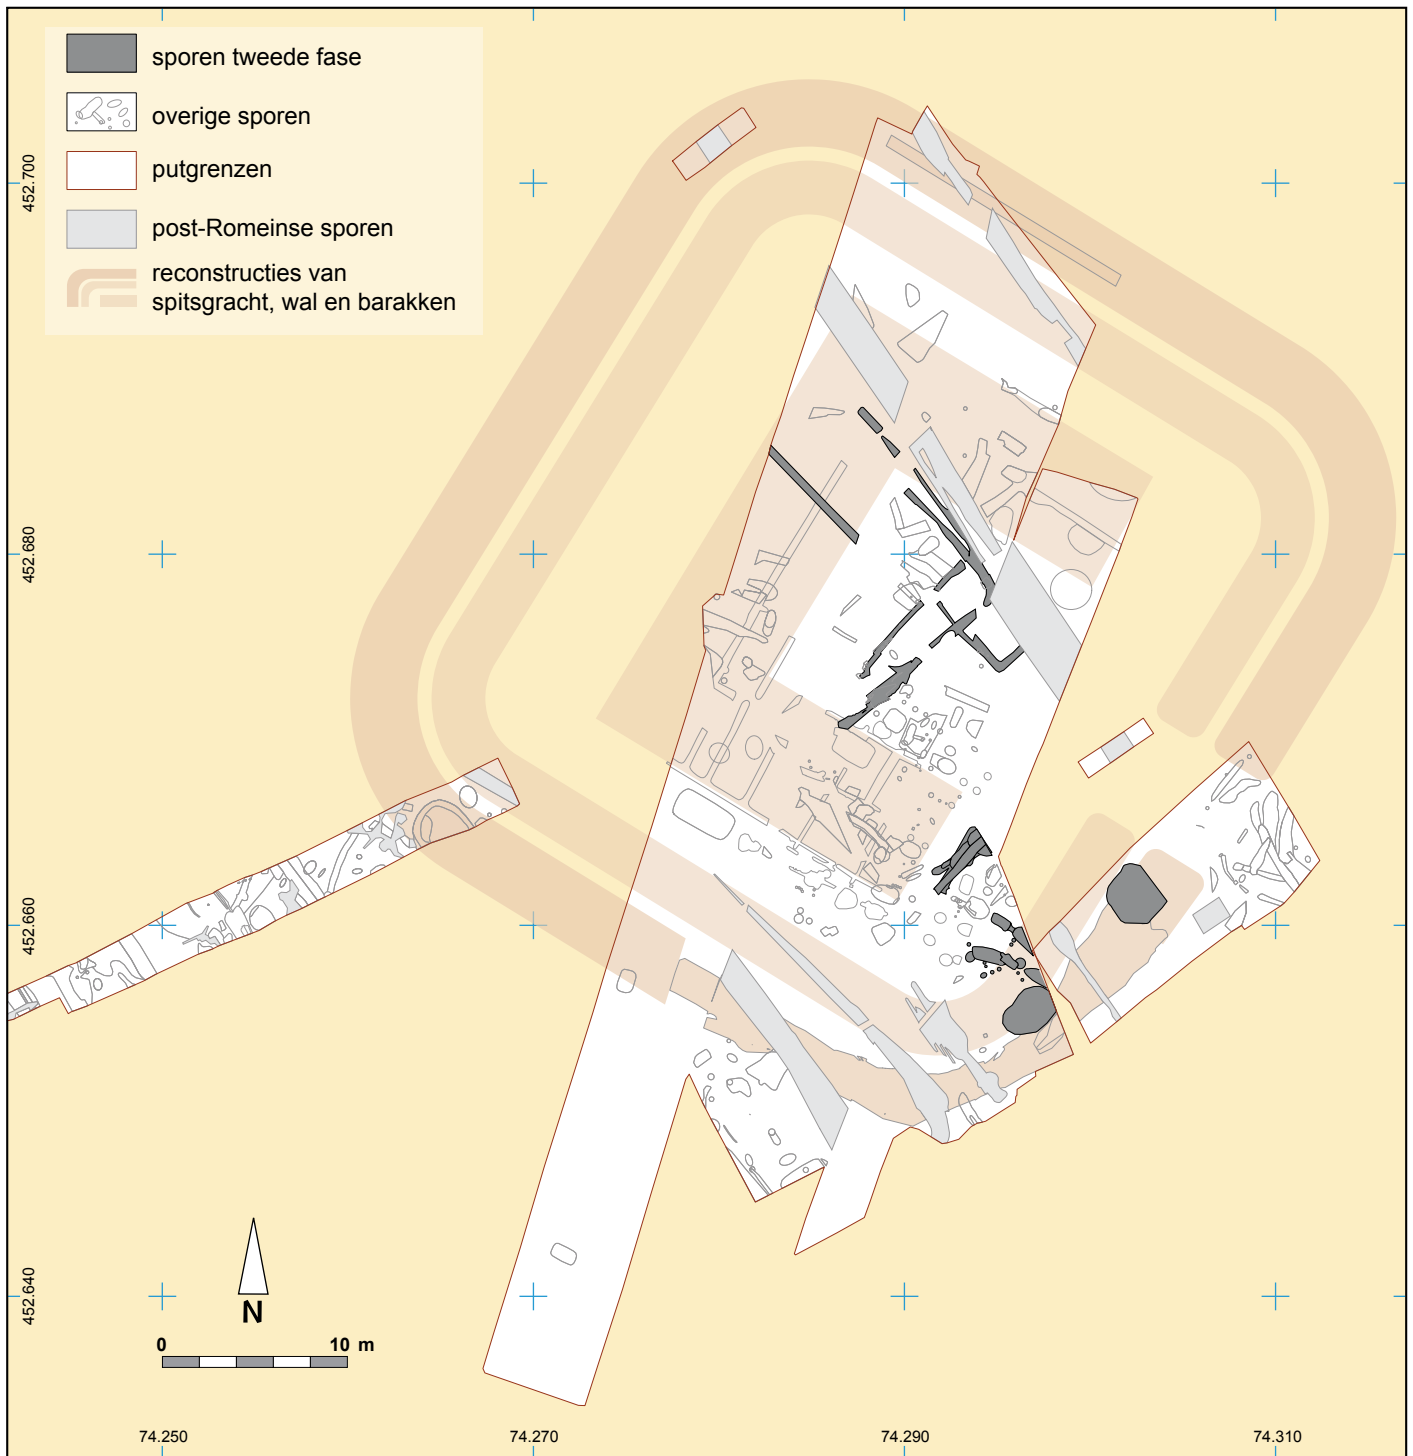 sporen tweede fase
overige sporen
putgrenzen
post-Romeinse sporen
reconstructies van
spitsgracht, wal en barakken
452.700
452.680
452.660
452.640
N
0 10 m
74.250 74.270 74.290 74.310